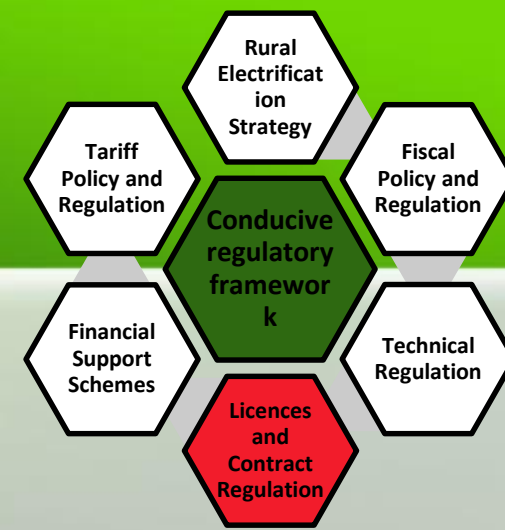 Rural
Electrificat
ion
Strategy
Tariff
Policy and
Regulation
Fiscal
Policy and
Regulation
Conducive
regulatory
framewor
k
Financial
Support
Schemes
Technical
Regulation
Licences
and
Contract
Regulation